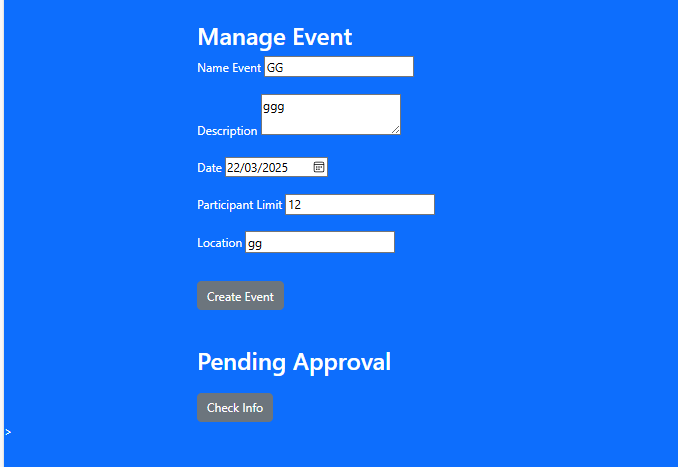 Manage Event
Name Event GG
ggg
Description
Date 22/03/2025
Participant Limit 12
Location gg
Create Event
Pending Approval
Check Info
>